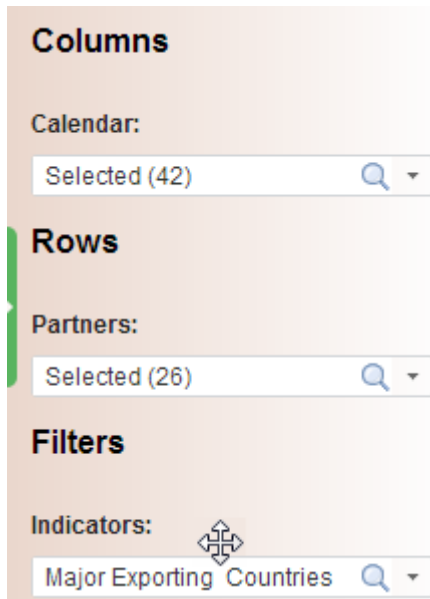 Columns
Calendar:
Selected (42)
Rows
Partners:
Selected (26)
Filters
Indicators:
Major Exporting Countries